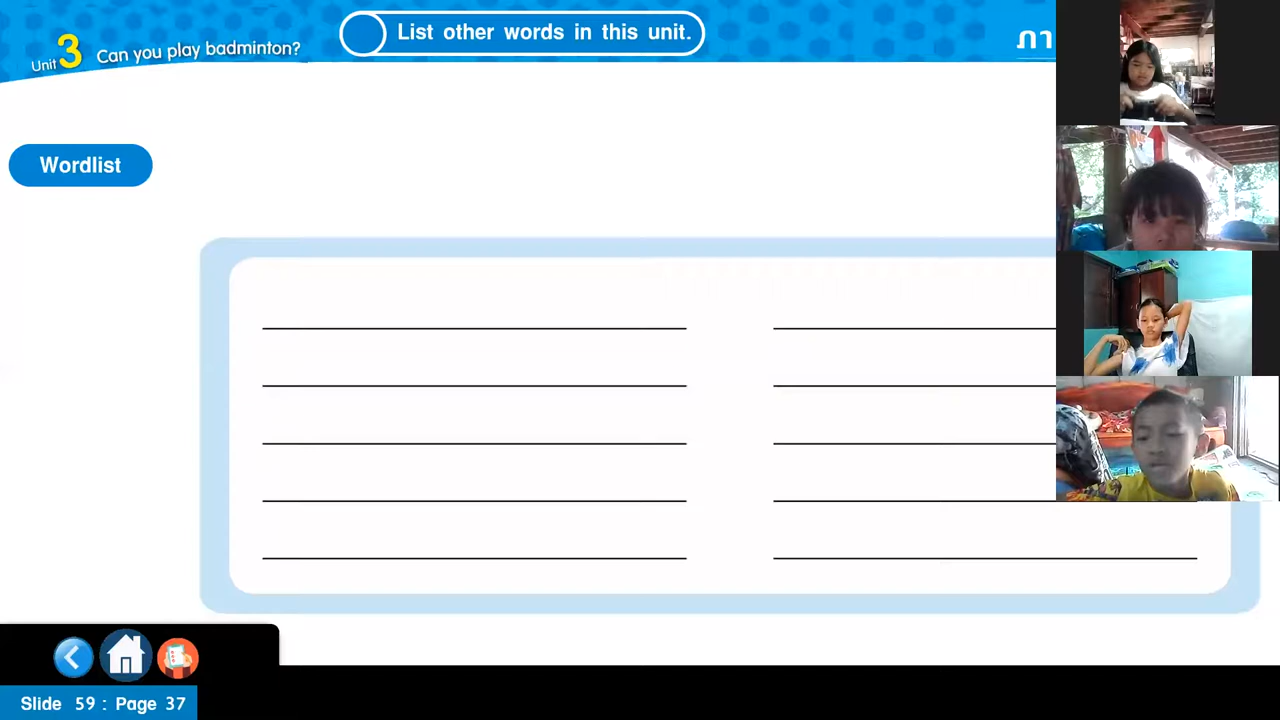 Unit 3 Can you play badminton?
List other words in this unit.
ภา
Wordlist
Slide 59 : Page 37